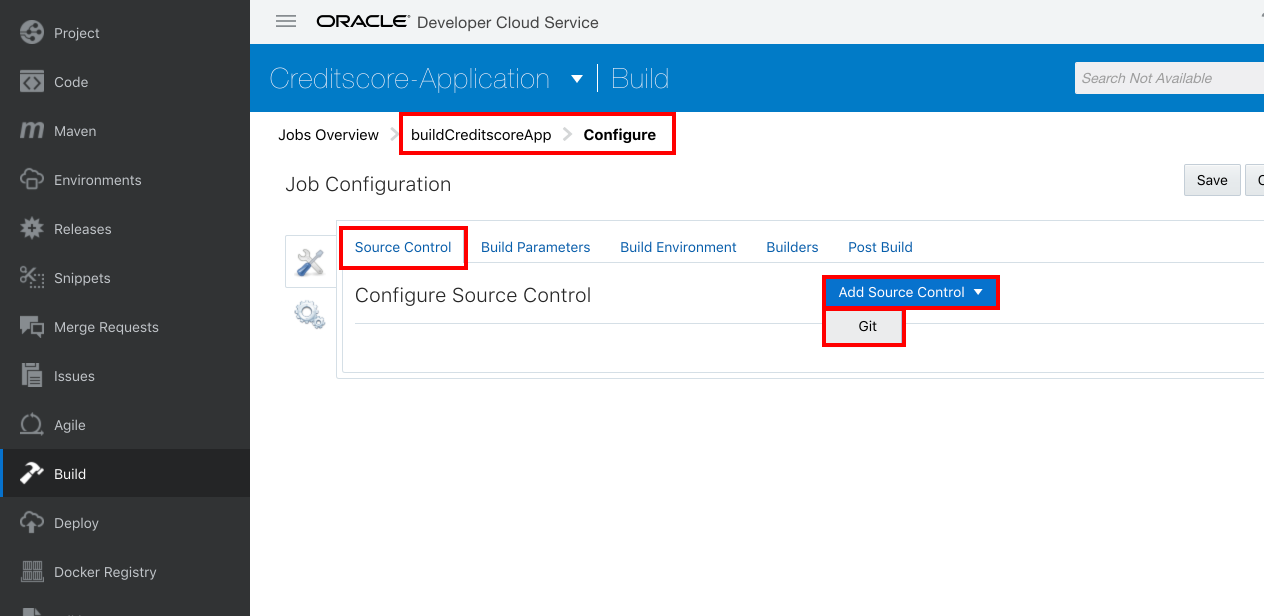 Project
Code
Maven
Environments
Releases
Snippets
Merge Requests
Issues
Agile
Build
Deploy
Docker Registry
ORACLE® Developer Cloud Service
Creditscore-Application Build
Search Not Available
Jobs Overview buildCreditscoreApp Configure
Job Configuration
Save
Source Control Build Parameters Build Environment Builders Post Build
Configure Source Control
Add Source Control
Git